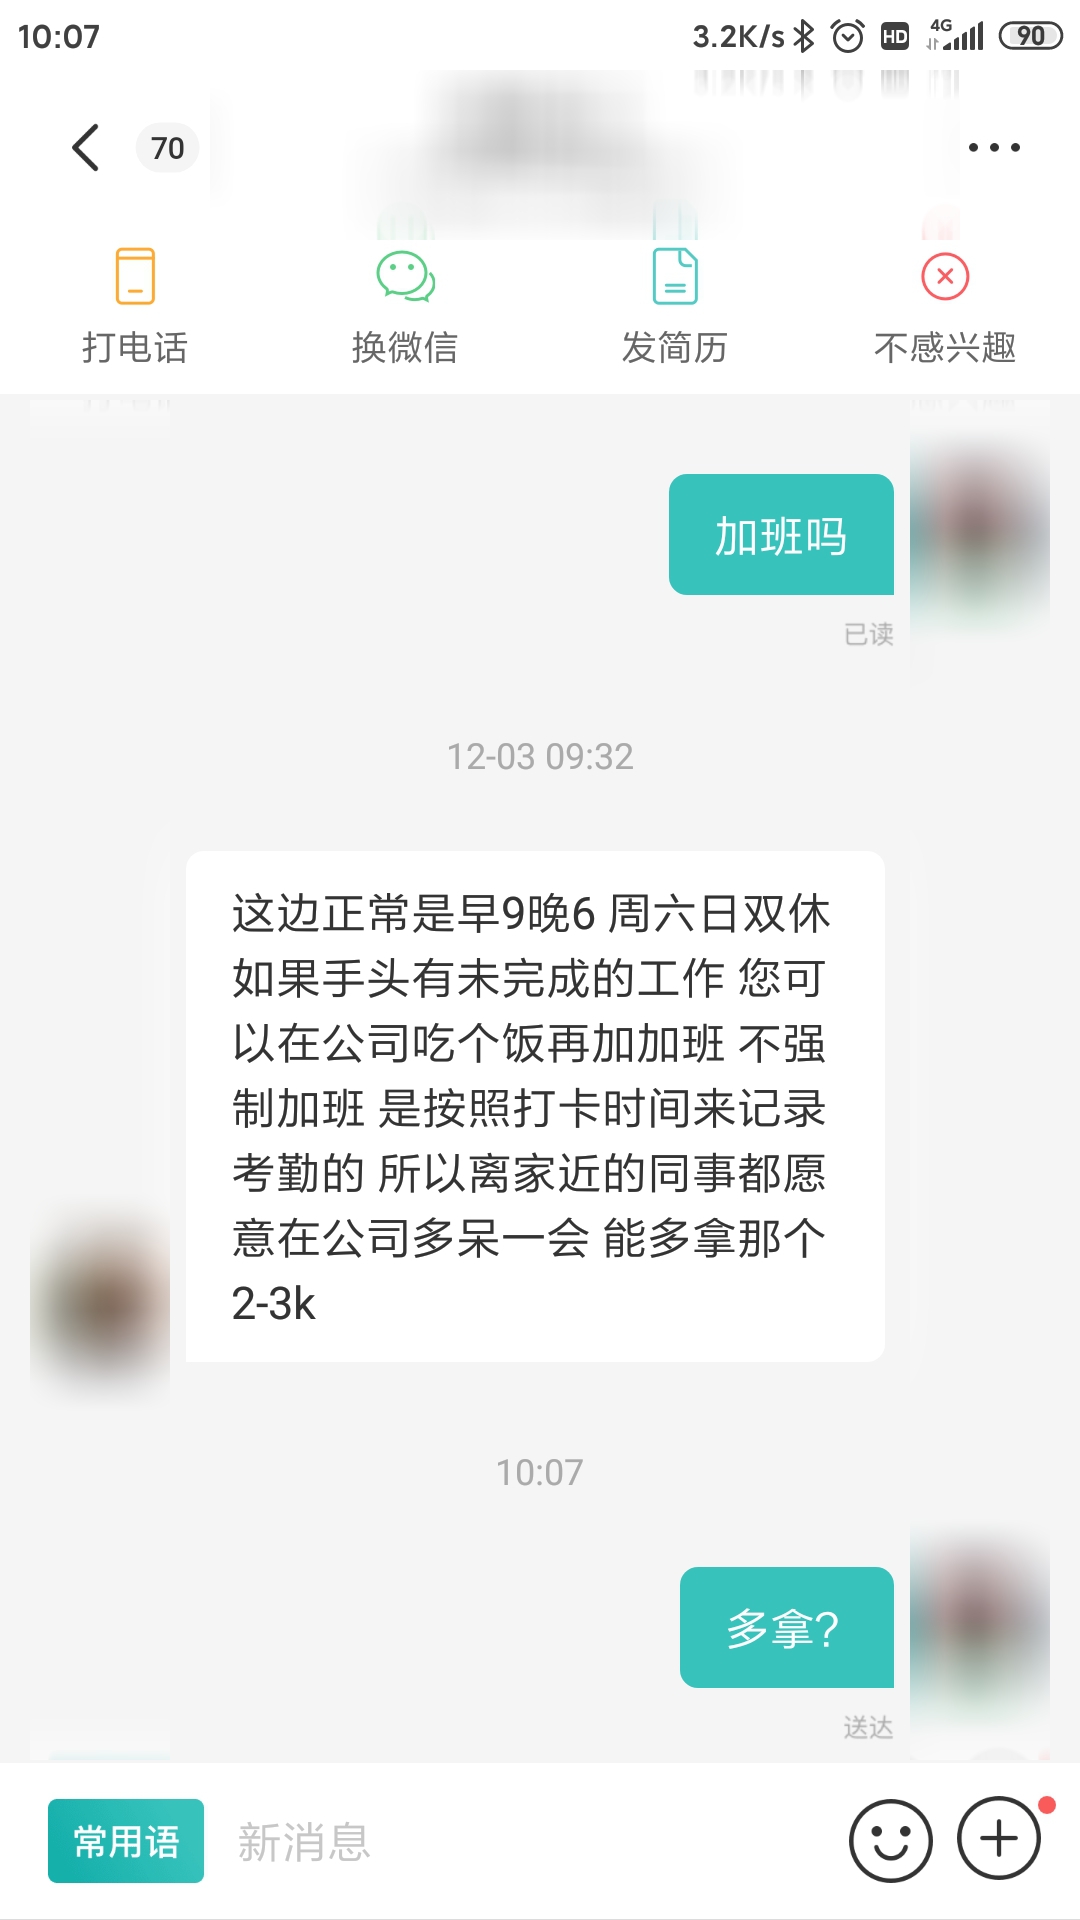 10:07 3.2K/s HD 4G 90
70
打电话 换微信 发简历 不感兴趣
加班吗
已读
12-03 09:32
这边正常是早9晚6 周六日双休
如果手头有未完成的工作 您可
以在公司吃个饭再加加班 不强
制加班 是按照打卡时间来记录
考勤的 所以离家近的同事都愿
意在公司多呆一会 能多拿那个
2-3k
10:07
多拿?
送达
常用语 新消息